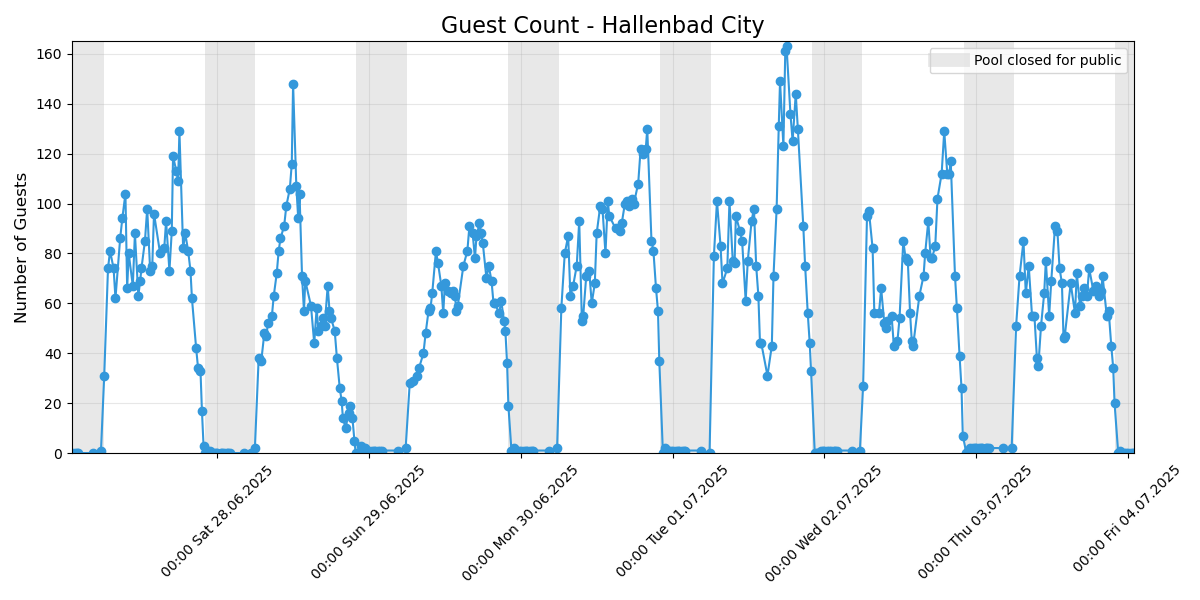 Guest Count - Hallenbad City
Pool closed for public
Number of Guests
160
140
120
100
80
60
40
20
0
00:00 Sat 28.06.2025
00:00 Sun 29.06.2025
00:00 Mon 30.06.2025
00:00 Tue 01.07.2025
00:00 Wed 02.07.2025
00:00 Thu 03.07.2025
00:00 Fri 04.07.2025